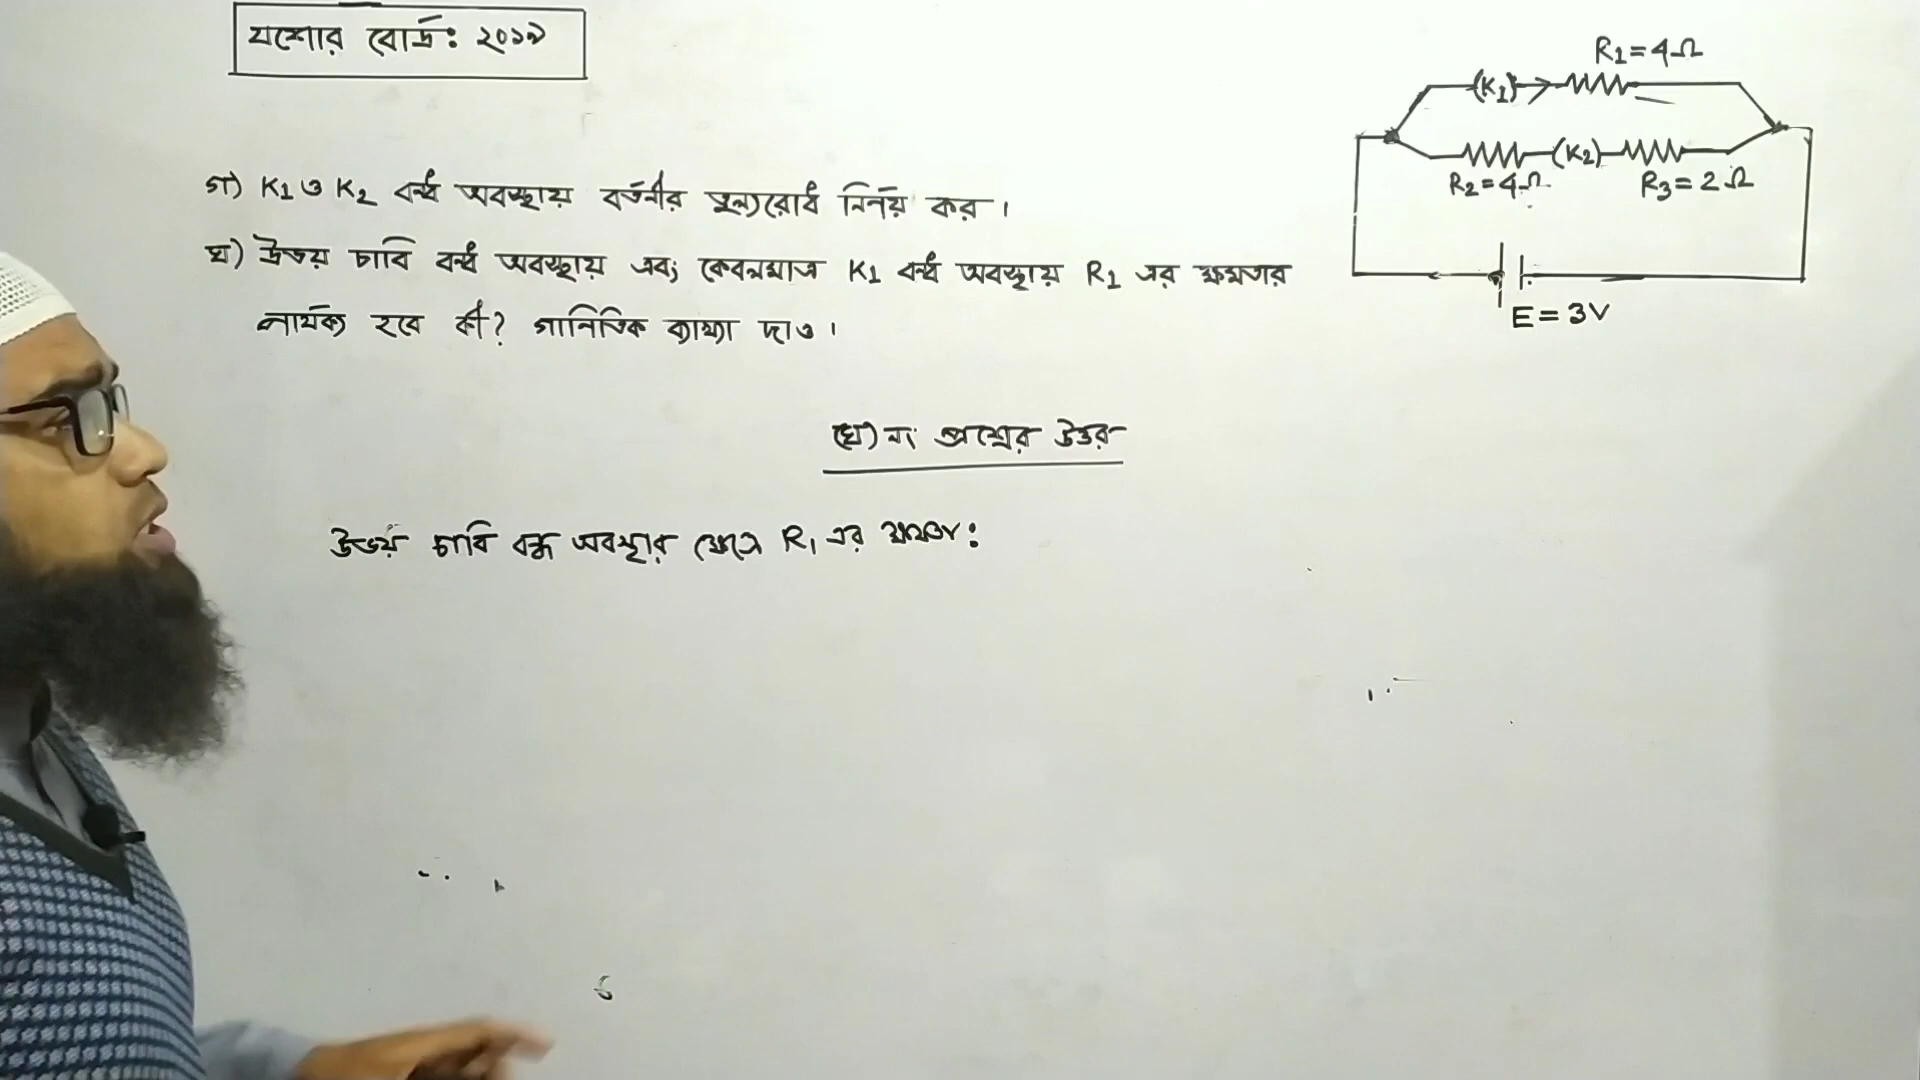 যশোর বোর্ড: ২০১৯
R1=4Ω
(K1)
(K2)
R2=4Ω
R3=2Ω
E=3V
গ) K1 ও K2 বন্ধ অবস্থায় বর্তনীর তুল্যরোধ নির্ণয় কর।
ঘ) উভয় চাবি বন্ধ অবস্থায় এবং কেবলমাত্র K1 বন্ধ অবস্থায় R1 এর ক্ষমতার
পার্থক্য হবে কী? গানিতিক ব্যাখ্যা দাও।
(ঘ) নং প্রশ্নের উত্তর
উভয় চাবি বদ্ধ অবস্থার ক্ষেত্রে R1 এর ক্ষমতা: